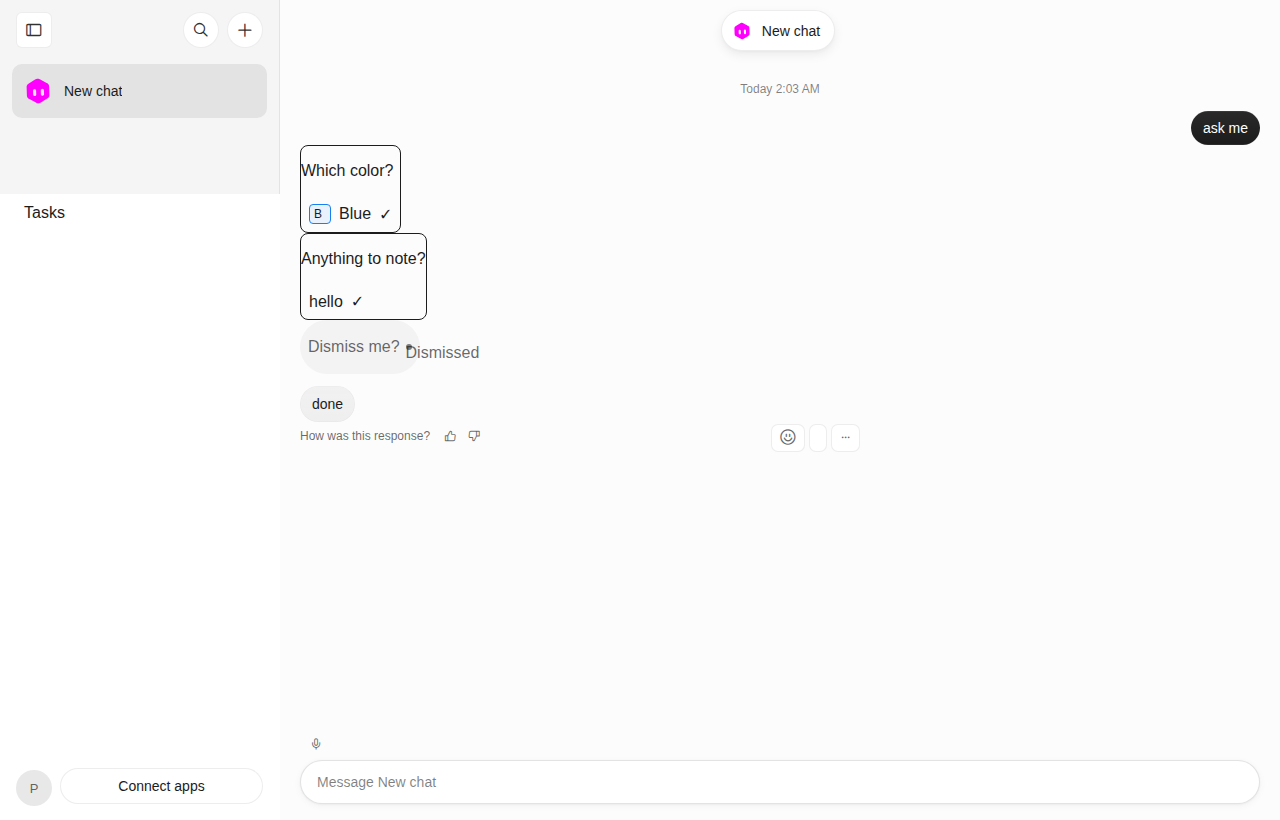 New chat
Tasks
P
Connect apps
New chat
Today 2:03 AM
ask me
Which color?
B Blue ✓
Anything to note?
hello ✓
Dismiss me?
Dismissed
done
How was this response?
Message New chat